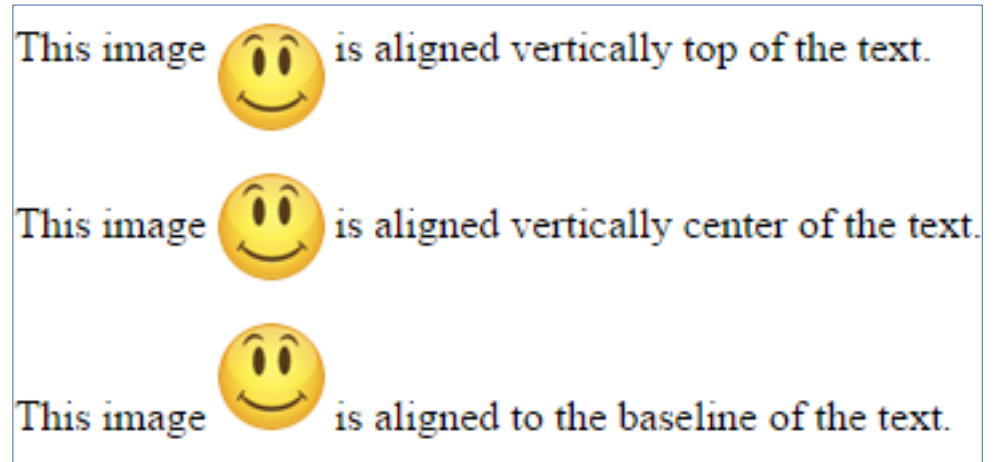 This image is aligned vertically top of the text.
This image is aligned vertically center of the text.
This image is aligned to the baseline of the text.